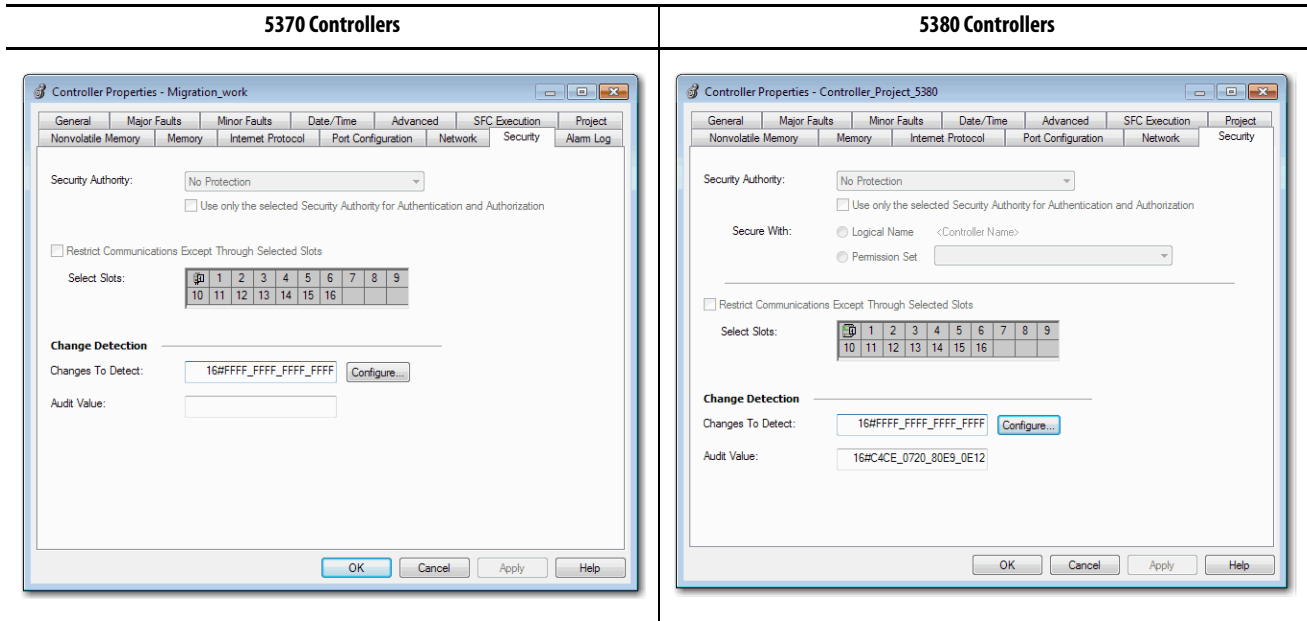 5370 Controllers
5380 Controllers
Controller Properties - Migration_work
General Major Faults Minor Faults Date/Time Advanced SFC Execution Project
Nonvolatile Memory Memory Internet Protocol Port Configuration Network Security Alarm Log
Security Authority: No Protection
Use only the selected Security Authority for Authentication and Authorization
Restrict Communications Except Through Selected Slots
Select Slots: 1 2 3 4 5 6 7 8 9
10 11 12 13 14 15 16
Change Detection
Changes To Detect: 16#FFFF_FFFF_FFFF_FFFF Configure...
Audit Value:
OK Cancel Apply Help
Controller Properties - Controller_Project_5380
General Major Faults Minor Faults Date/Time Advanced SFC Execution Project
Nonvolatile Memory Memory Internet Protocol Port Configuration Network Security
Security Authority: No Protection
Use only the selected Security Authority for Authentication and Authorization
Secure With: Logical Name <Controller Name>
Permission Set
Restrict Communications Except Through Selected Slots
Select Slots: 1 2 3 4 5 6 7 8 9
10 11 12 13 14 15 16
Change Detection
Changes To Detect: 16#FFFF_FFFF_FFFF_FFFF Configure...
Audit Value: 16#C4CE_0720_80E9_0E12
OK Cancel Apply Help